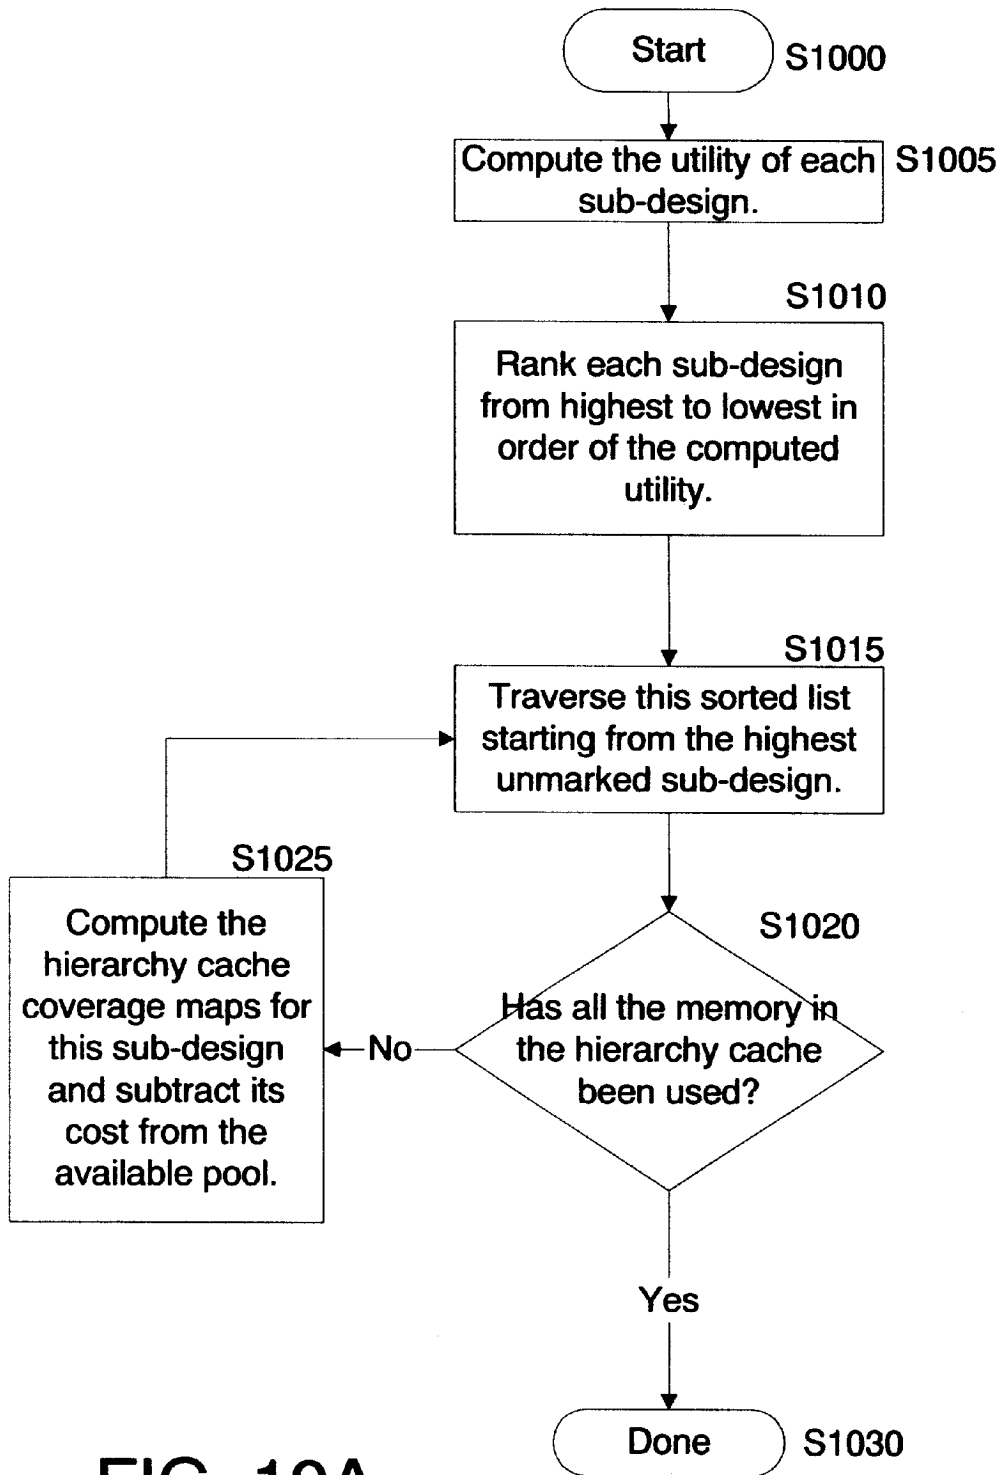 Start
S1000
Compute the utility of each
sub-design.
S1005
S1010
Rank each sub-design
from highest to lowest in
order of the computed
utility.
S1015
Traverse this sorted list
starting from the highest
unmarked sub-design.
S1025
Compute the
hierarchy cache
coverage maps for
this sub-design
and subtract its
cost from the
available pool.
S1020
Has all the memory in
the hierarchy cache
been used?
No
Yes
Done
S1030
FIG. 10A